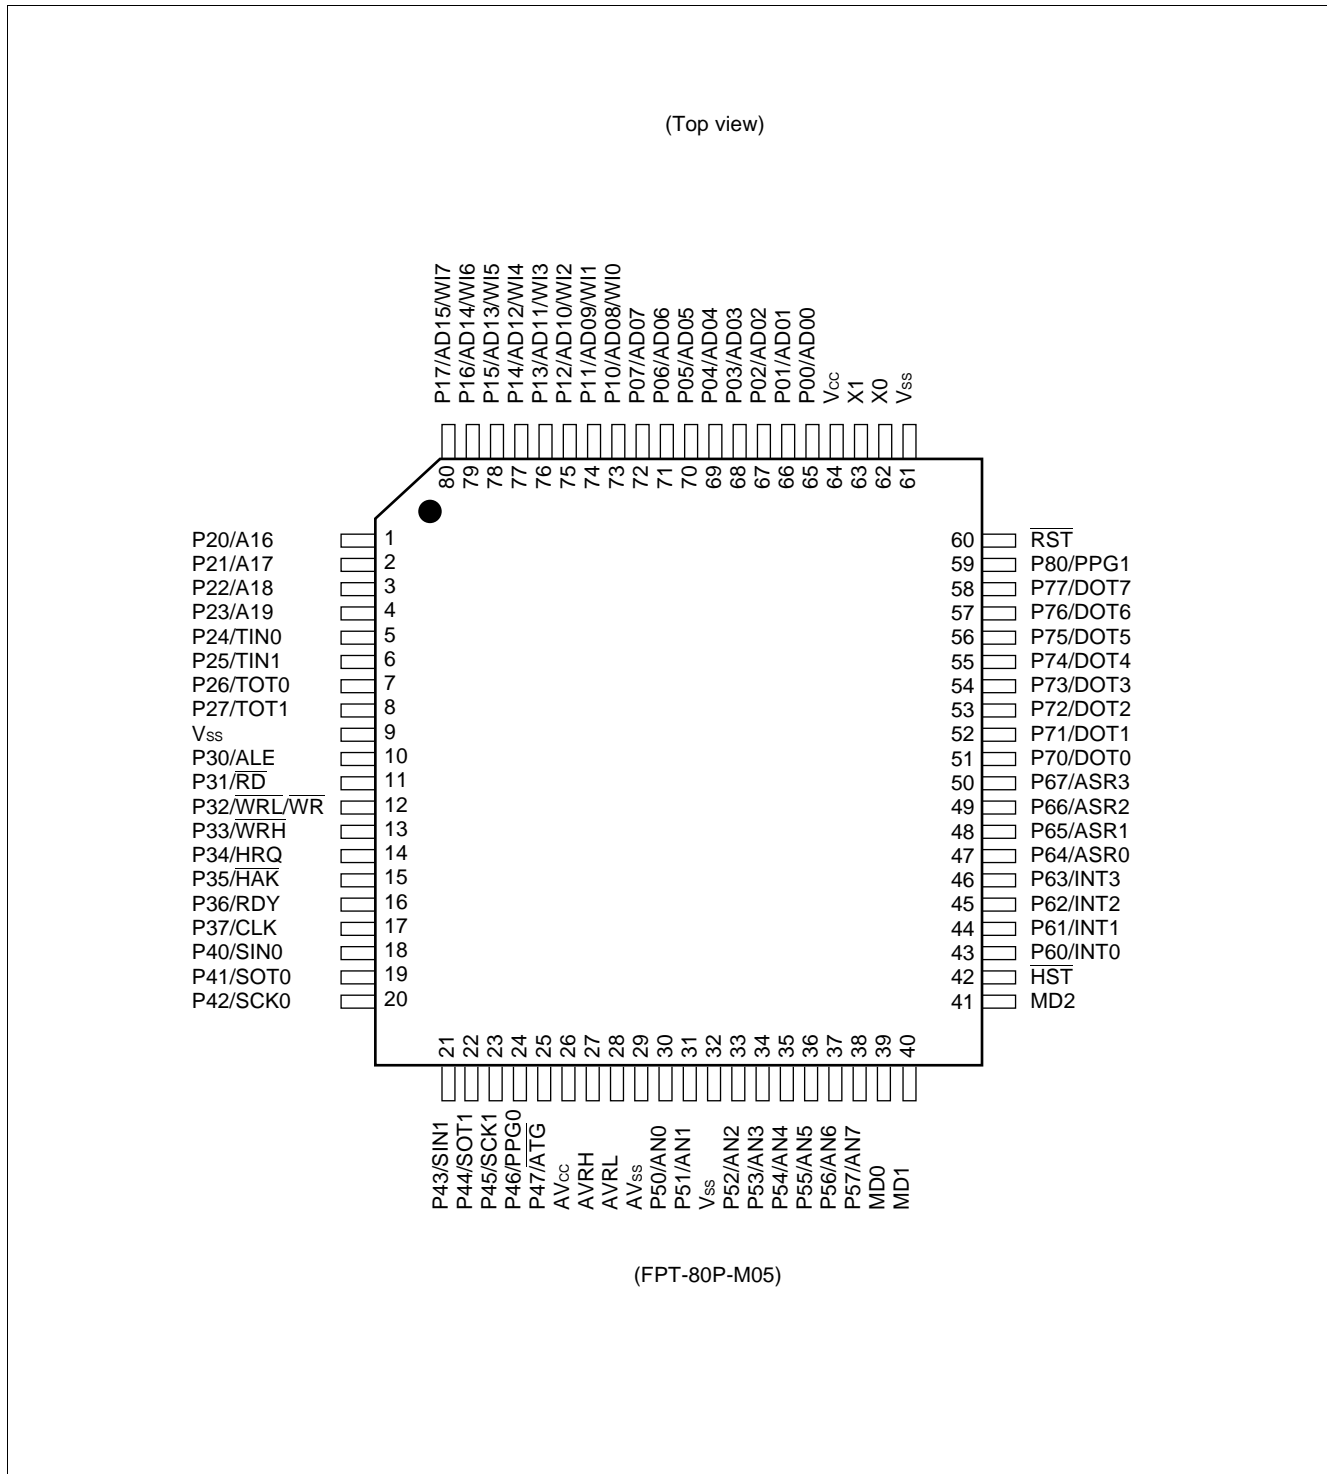 (Top view)
P17/AD15/WI7
P16/AD14/WI6
P15/AD13/WI5
P14/AD12/WI4
P13/AD11/WI3
P12/AD10/WI2
P11/AD09/WI1
P10/AD08/WI0
P07/AD07
P06/AD06
P05/AD05
P04/AD04
P03/AD03
P02/AD02
P01/AD01
P00/AD00
Vcc
X1
X0
Vss
80 79 78 77 76 75 74 73 72 71 70 69 68 67 66 65 64 63 62 61
P20/A16 1
P21/A17 2
P22/A18 3
P23/A19 4
P24/TIN0 5
P25/TIN1 6
P26/TOT0 7
P27/TOT1 8
Vss 9
P30/ALE 10
P31/R̅D̅ 11
P32/W̅R̅L̅/W̅R̅ 12
P33/W̅R̅H̅ 13
P34/HRQ 14
P35/H̅A̅K̅ 15
P36/RDY 16
P37/CLK 17
P40/SIN0 18
P41/SOT0 19
P42/SCK0 20
60 R̅S̅T̅
59 P80/PPG1
58 P77/DOT7
57 P76/DOT6
56 P75/DOT5
55 P74/DOT4
54 P73/DOT3
53 P72/DOT2
52 P71/DOT1
51 P70/DOT0
50 P67/ASR3
49 P66/ASR2
48 P65/ASR1
47 P64/ASR0
46 P63/INT3
45 P62/INT2
44 P61/INT1
43 P60/INT0
42 H̅S̅T̅
41 MD2
21 22 23 24 25 26 27 28 29 30 31 32 33 34 35 36 37 38 39 40
P43/SIN1
P44/SOT1
P45/SCK1
P46/PPG0
P47/A̅T̅G̅
AVcc
AVRH
AVRL
AVss
P50/AN0
P51/AN1
Vss
P52/AN2
P53/AN3
P54/AN4
P55/AN5
P56/AN6
P57/AN7
MD0
MD1
(FPT-80P-M05)